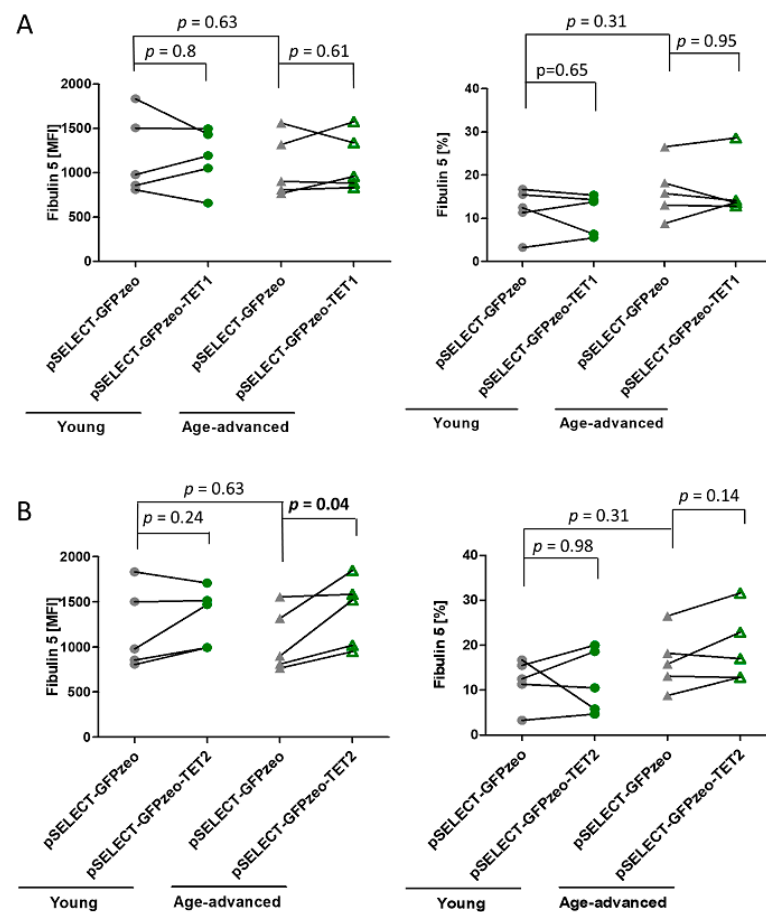 A
p = 0.63
p = 0.8
p = 0.61
Fibulin 5 [MFI]
2000
1500
1000
500
0
pSELECT-GFPzeo
pSELECT-GFPzeo-TET1
pSELECT-GFPzeo
pSELECT-GFPzeo-TET1
Young
Age-advanced
p = 0.31
p = 0.95
p=0.65
Fibulin 5 [%]
40
30
20
10
0
pSELECT-GFPzeo
pSELECT-GFPzeo-TET1
pSELECT-GFPzeo
pSELECT-GFPzeo-TET1
Young
Age-advanced
B
p = 0.63
p = 0.04
p = 0.24
Fibulin 5 [MFI]
2000
1500
1000
500
0
pSELECT-GFPzeo
pSELECT-GFPzeo-TET2
pSELECT-GFPzeo
pSELECT-GFPzeo-TET2
Young
Age-advanced
p = 0.14
p = 0.31
p = 0.98
Fibulin 5 [%]
40
30
20
10
0
pSELECT-GFPzeo
pSELECT-GFPzeo-TET2
pSELECT-GFPzeo
pSELECT-GFPzeo-TET2
Young
Age-advanced